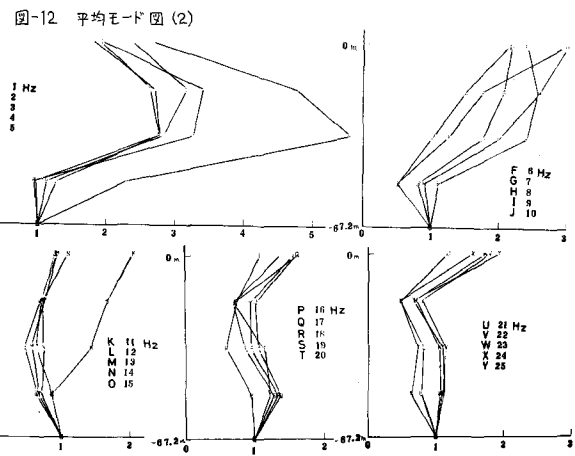 図-12 平均モード図(2)
1 Hz
2
3
4
5
1
2
3
4
5
0 m
F 6 Hz
G 7
H 8
I 9
J 10
-67.2m
1
2
3
K 11 Hz
L 12
M 13
N 14
O 15
1
2
0 m
P 16 Hz
Q 17
R 18
S 19
T 20
-67.2m
1
2
0 m
U 21 Hz
V 22
W 23
X 24
Y 25
-67.2m
1
2
3